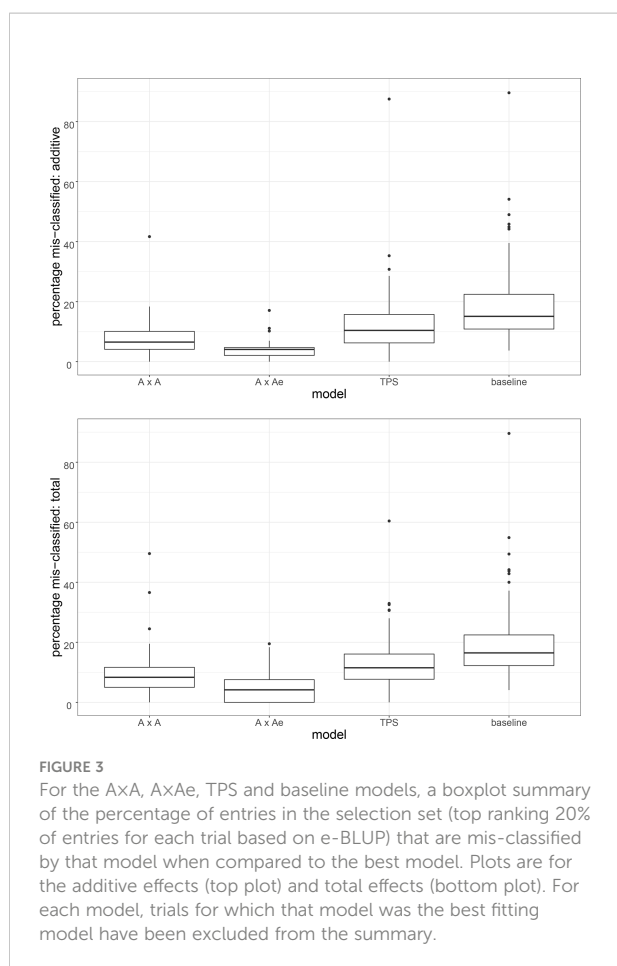 percentage mis−classified: additive
80
60
40
20
0
A x A
A x Ae
TPS
baseline
model
percentage mis−classified: total
80
60
40
20
0
A x A
A x Ae
TPS
baseline
model
FIGURE 3
For the A×A, A×Ae, TPS and baseline models, a boxplot summary
of the percentage of entries in the selection set (top ranking 20%
of entries for each trial based on e-BLUP) that are mis-classified
by that model when compared to the best model. Plots are for
the additive effects (top plot) and total effects (bottom plot). For
each model, trials for which that model was the best fitting
model have been excluded from the summary.